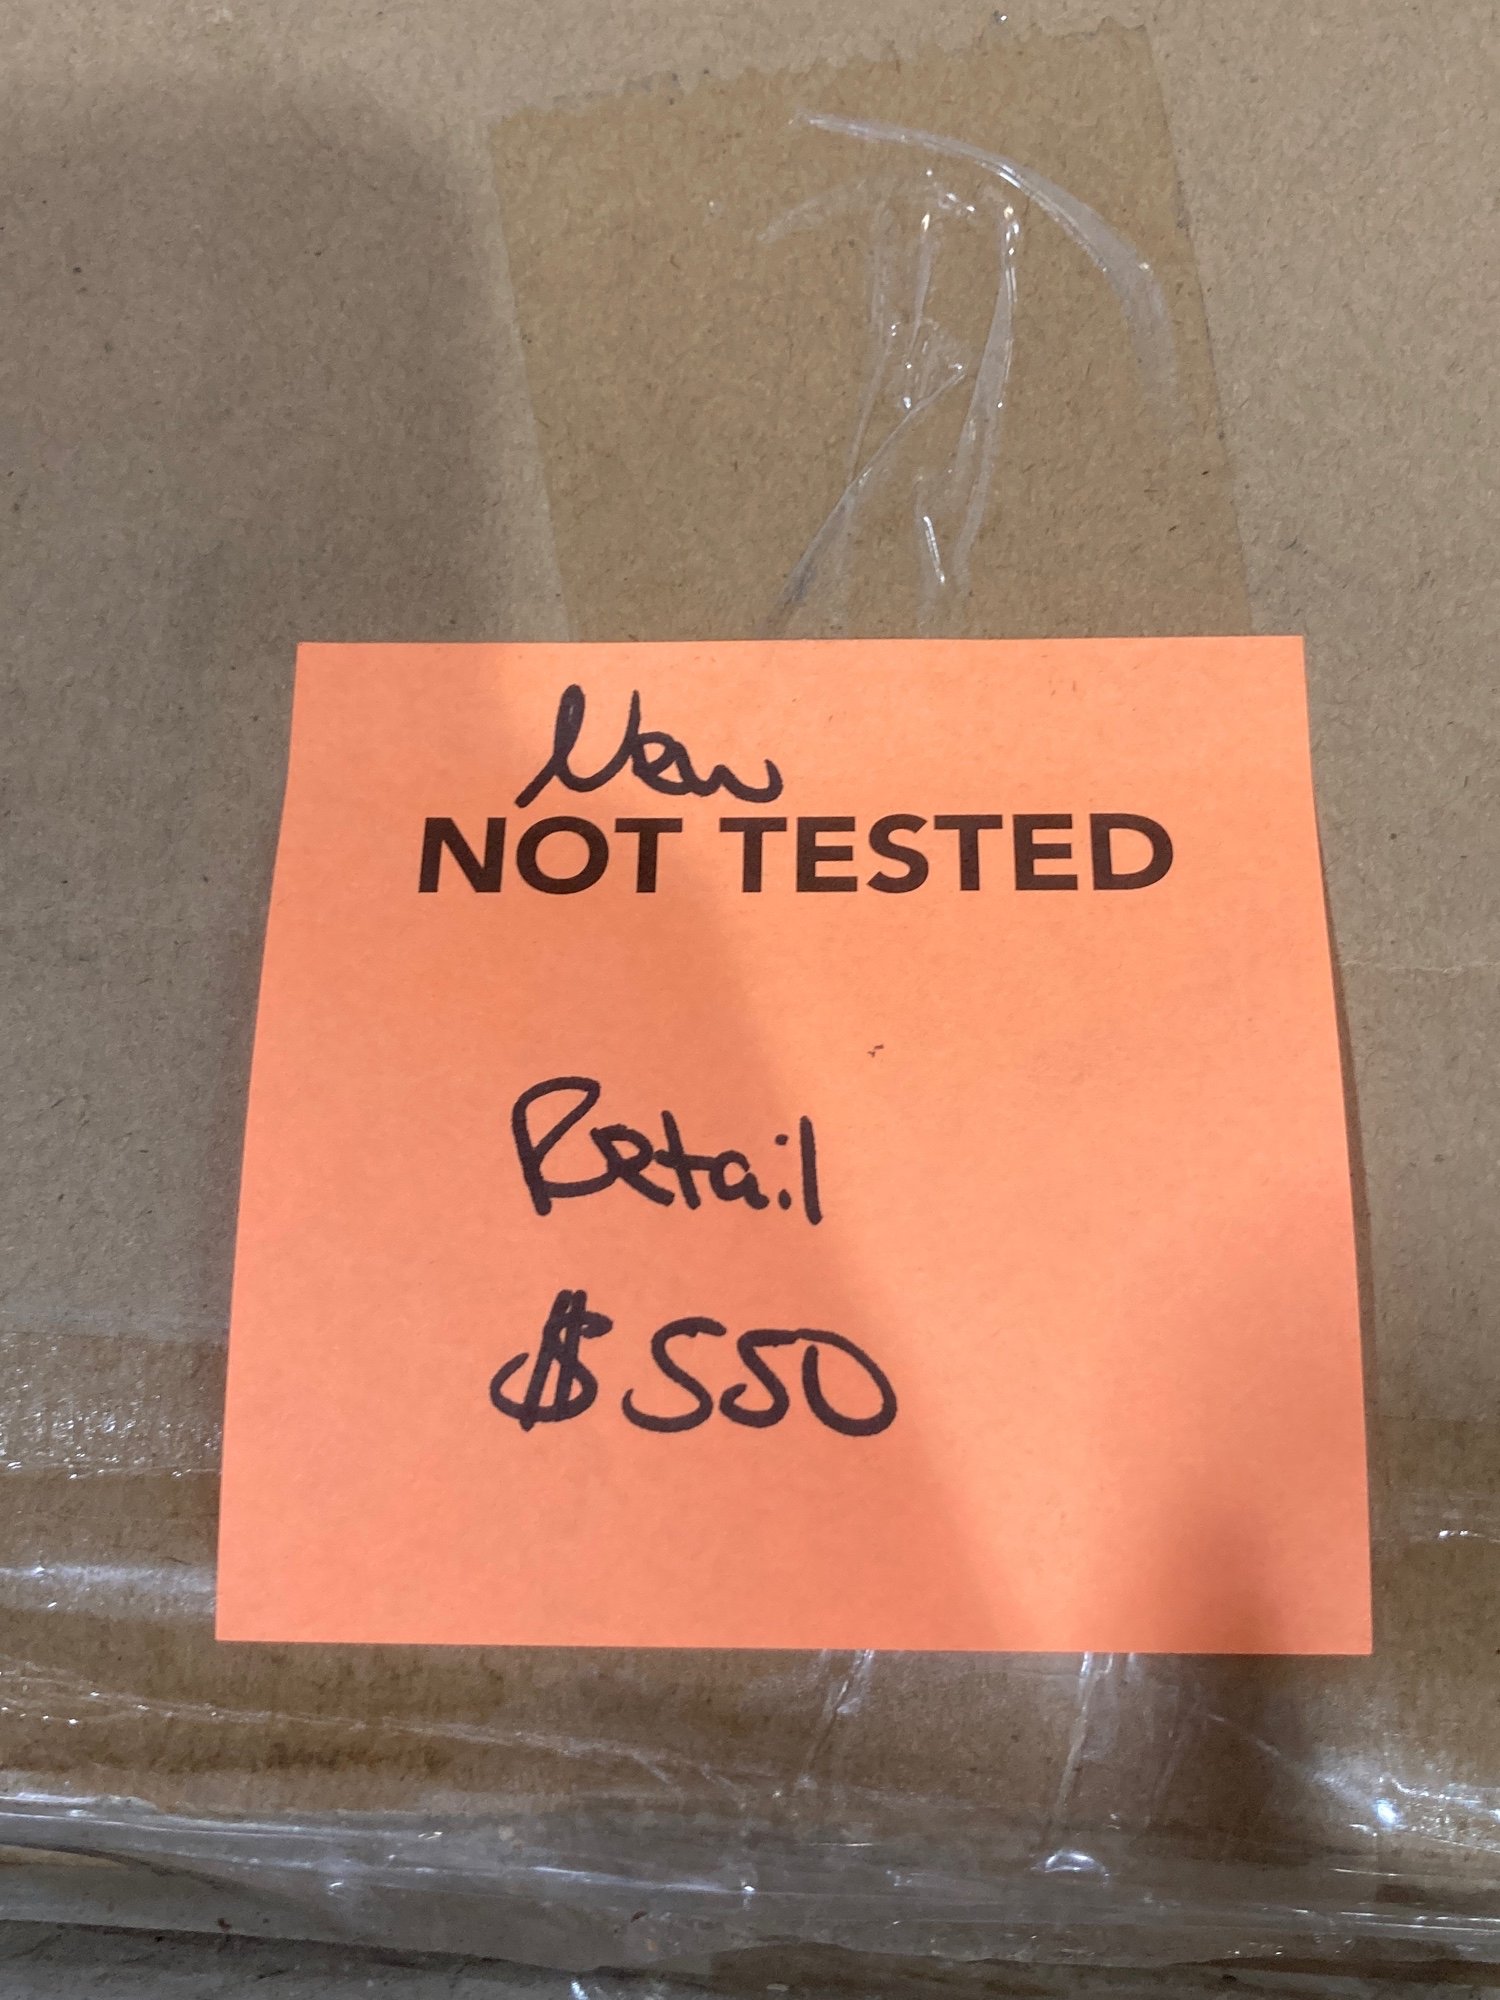 New
NOT TESTED
Retail
$550